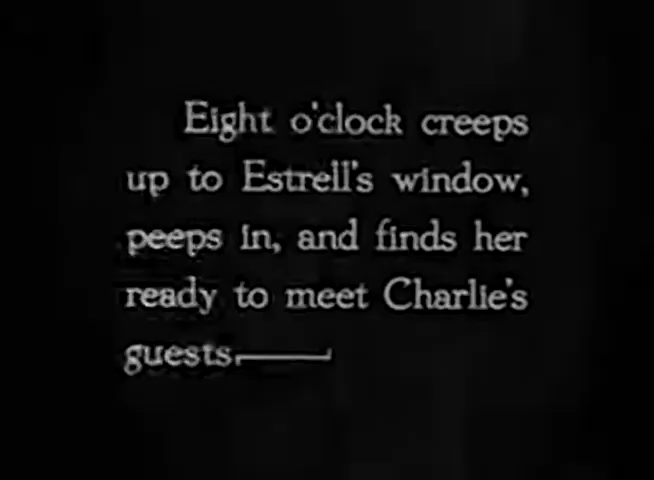 Eight o'clock creeps
up to Estrell's window,
peeps in, and finds her
ready to meet Charlie's
guests.